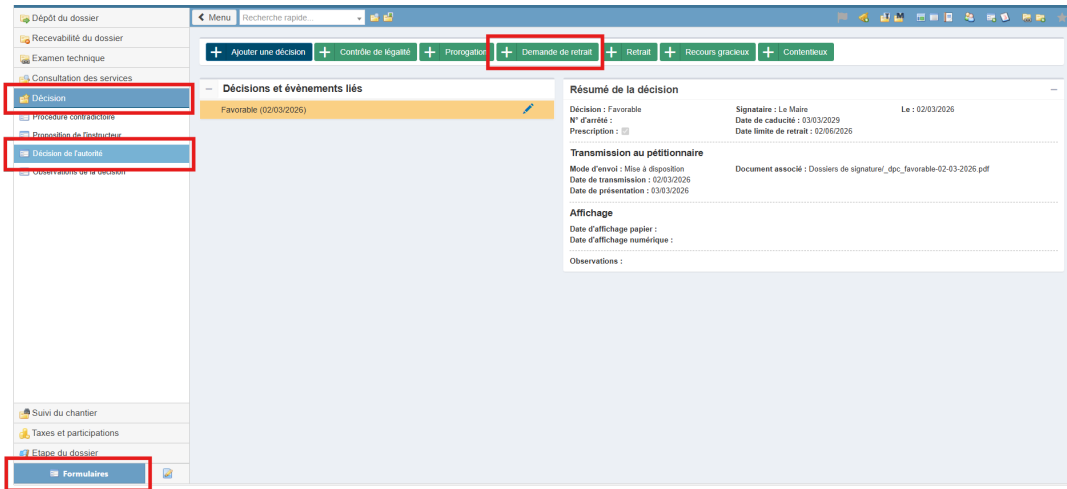 Dépôt du dossier
Recevabilité du dossier
Examen technique
Consultation des services
Décision
Procédure contradictoire
Proposition de l'instructeur
Décision de l'autorité
Observations de la décision
Suivi du chantier
Taxes et participations
Etape du dossier
Formulaires
Menu Recherche rapide...
Ajouter une décision Contrôle de légalité Prorogation Demande de retrait Retrait Recours gracieux Contentieux
Décisions et évènements liés
Favorable (02/03/2026)
Résumé de la décision
Décision : Favorable Signataire : Le Maire Le : 02/03/2026
N° d'arrêté : Date de caducité : 03/03/2029
Prescription : Date limite de retrait : 02/06/2026
Transmission au pétitionnaire
Mode d'envoi : Mise à disposition Document associé : Dossiers de signature/_dpc_favorable-02-03-2026.pdf
Date de transmission : 02/03/2026
Date de présentation : 03/03/2026
Affichage
Date d'affichage papier :
Date d'affichage numérique :
Observations :